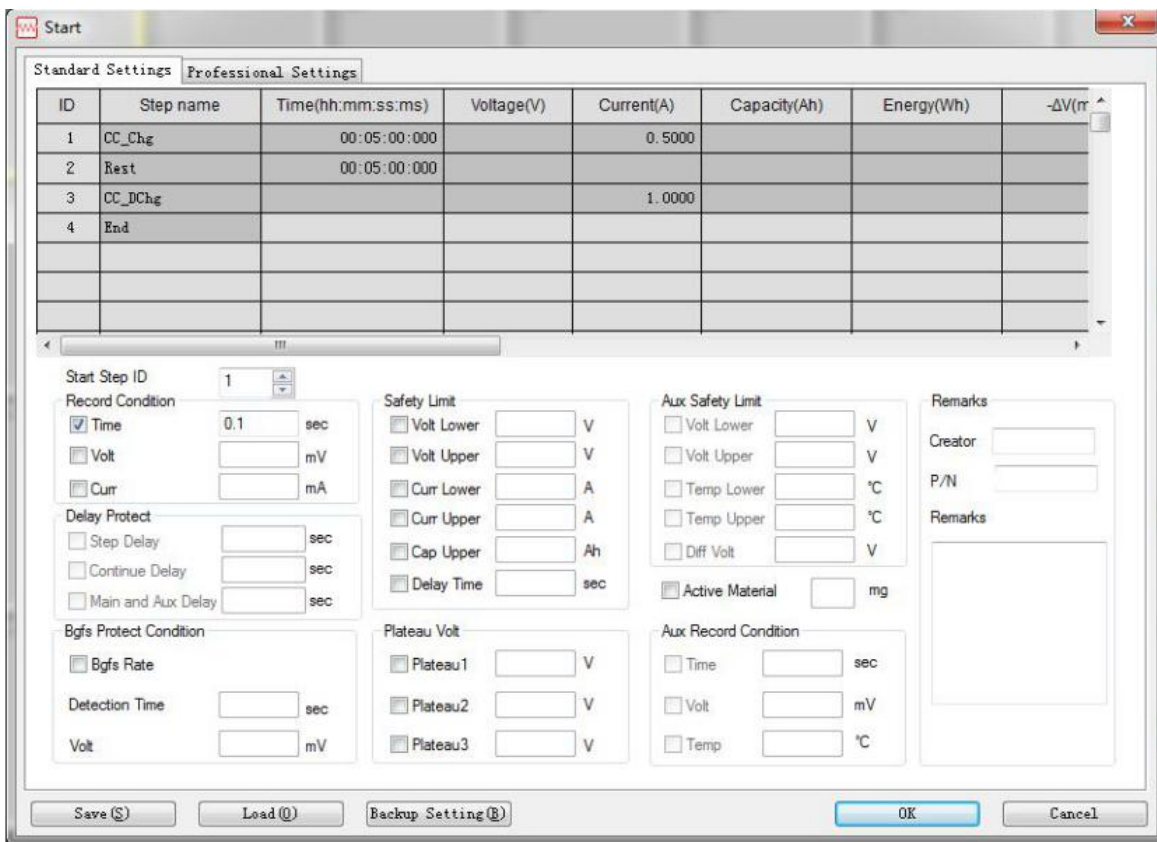 Start
Standard Settings Professional Settings
ID Step name Time(hh:mm:ss:ms) Voltage(V) Current(A) Capacity(Ah) Energy(Wh) -ΔV(m
1 CC_Chg 00:05:00:000 0.5000
2 Rest 00:05:00:000
3 CC_DChg 1.0000
4 End
Start Step ID 1
Record Condition Safety Limit Aux Safety Limit Remarks
Time 0.1 sec Volt Lower V Volt Lower V
Creator
Volt mV Volt Upper V Volt Upper V
P/N
Curr mA Curr Lower A Temp Lower °C
Delay Protect Curr Upper A Temp Upper °C Remarks
Step Delay sec
Cap Upper Ah Diff Volt V
Continue Delay sec
Delay Time sec Active Material mg
Main and Aux Delay sec
Bgfs Protect Condition Plateau Volt Aux Record Condition
Bgfs Rate Plateau1 V Time sec
Detection Time sec Plateau2 V Volt mV
Volt mV Plateau3 V Temp °C
Save(S) Load(O) Backup Setting(B) OK Cancel